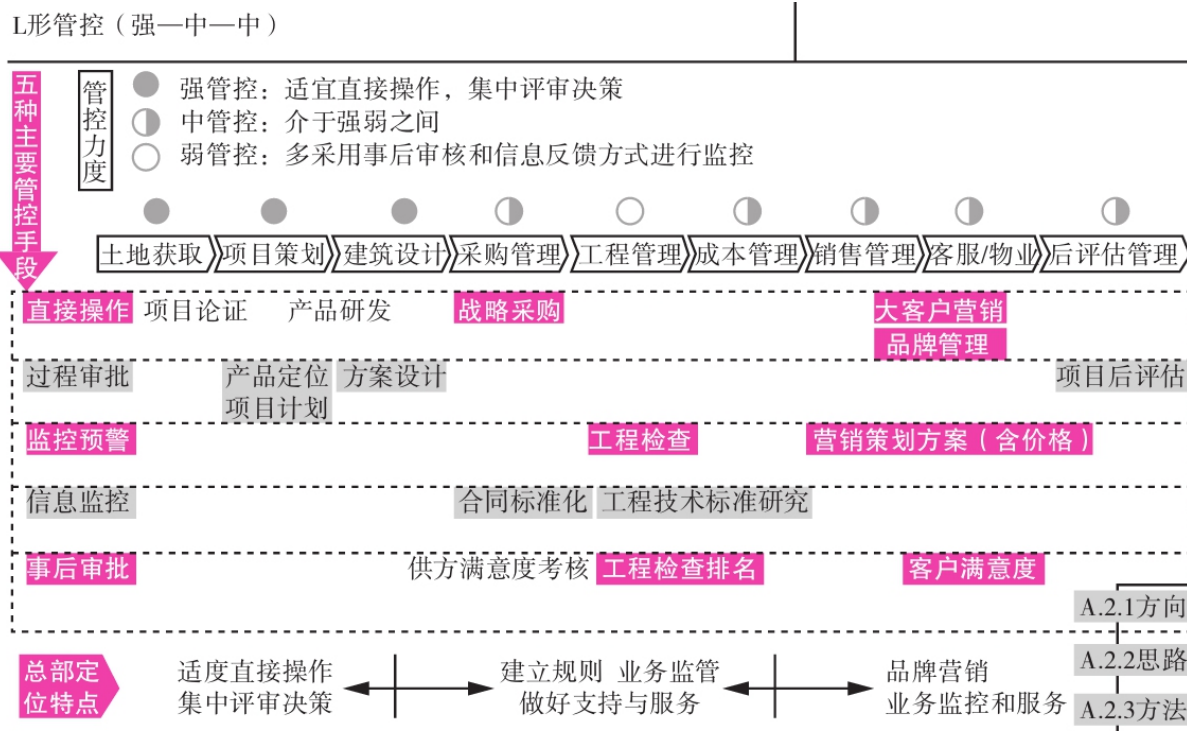 L形管控（强—中—中）
五种主要管控手段
管控力度
强管控：适宜直接操作，集中评审决策
中管控：介于强弱之间
弱管控：多采用事后审核和信息反馈方式进行监控
土地获取 项目策划 建筑设计 采购管理 工程管理 成本管理 销售管理 客服/物业 后评估管理
直接操作 项目论证 产品研发 战略采购 大客户营销
品牌管理
过程审批 产品定位 方案设计 项目后评估
项目计划
监控预警 工程检查 营销策划方案（含价格）
信息监控 合同标准化 工程技术标准研究
事后审批 供方满意度考核 工程检查排名 客户满意度
A.2.1方向
A.2.2思路
A.2.3方法
总部定
位特点
适度直接操作
集中评审决策
建立规则 业务监管
做好支持与服务
品牌营销
业务监控和服务